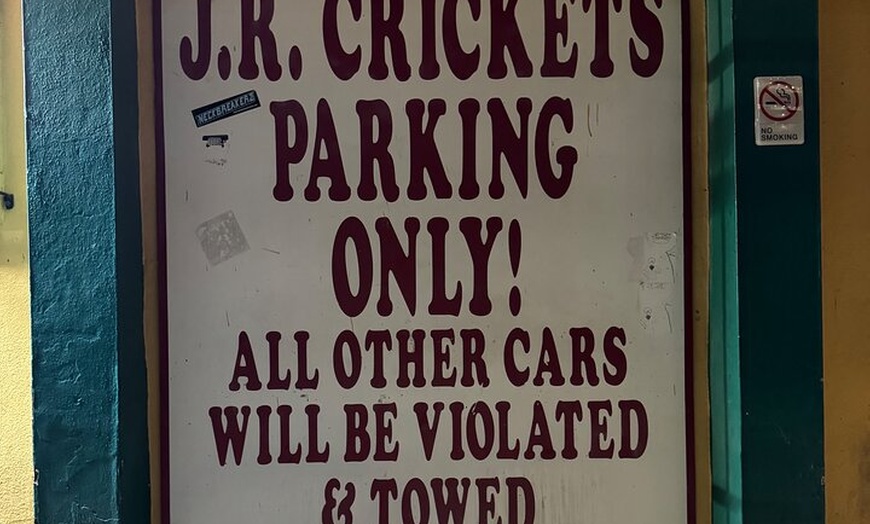 J.R. CRICKETS
NECKBREAKERZ
PARKING
ONLY!
ALL OTHER CARS
WILL BE VIOLATED
& TOWED
NO
SMOKING